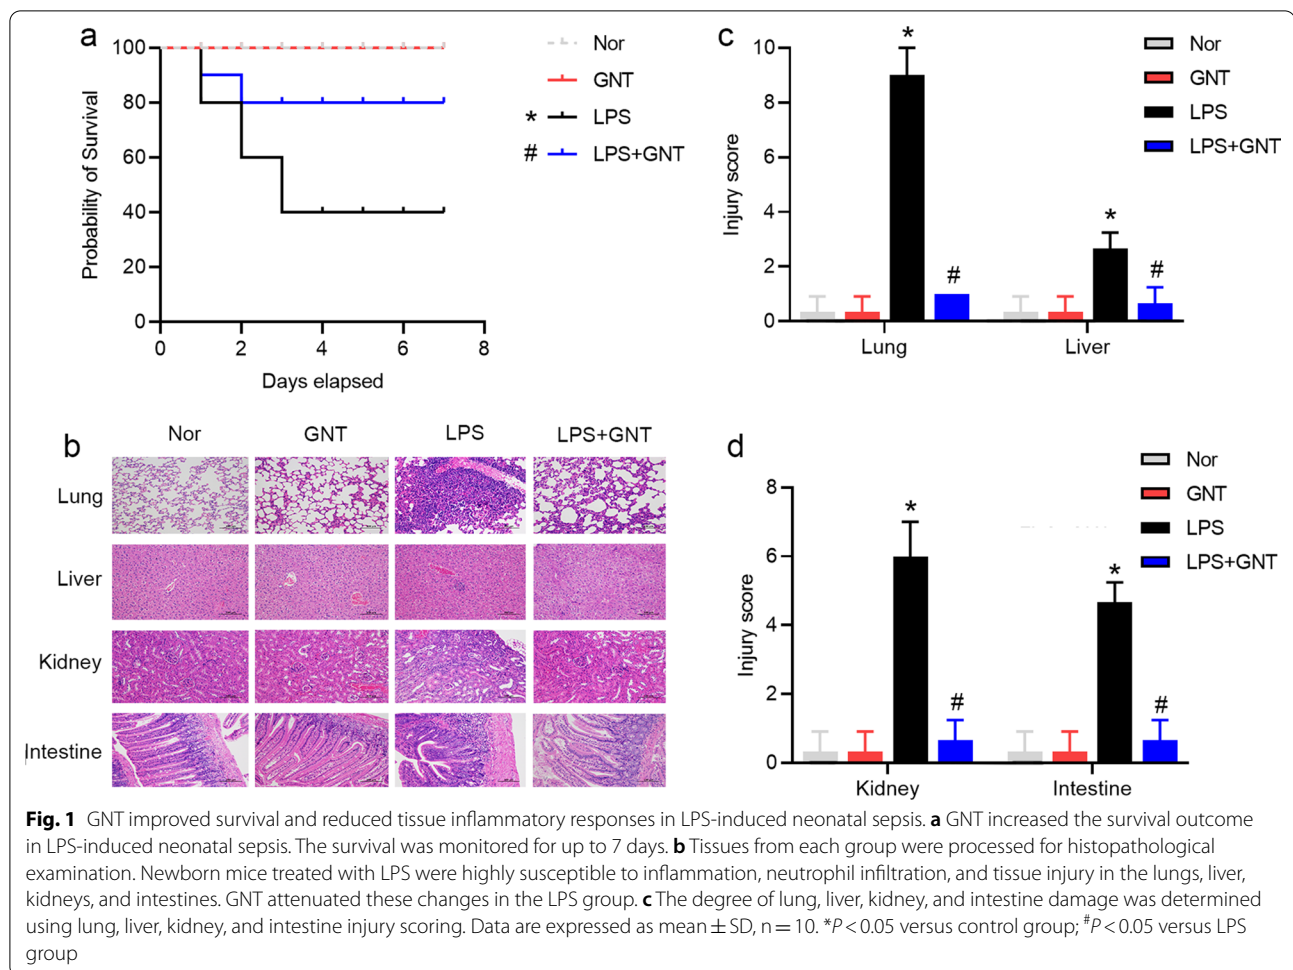 a
100
80
60
40
20
0
0 2 4 6 8
Probability of Survival
Days elapsed
Nor
GNT
* LPS
# LPS+GNT
c
10
8
6
4
2
0
Injury score
* # * #
Lung Liver
Nor
GNT
LPS
LPS+GNT
b
Nor GNT LPS LPS+GNT
Lung
Liver
Kidney
Intestine
d
8
6
4
2
0
Injury score
* # * #
Kidney Intestine
Nor
GNT
LPS
LPS+GNT
Fig. 1 GNT improved survival and reduced tissue inflammatory responses in LPS-induced neonatal sepsis. a GNT increased the survival outcome
in LPS-induced neonatal sepsis. The survival was monitored for up to 7 days. b Tissues from each group were processed for histopathological
examination. Newborn mice treated with LPS were highly susceptible to inflammation, neutrophil infiltration, and tissue injury in the lungs, liver,
kidneys, and intestines. GNT attenuated these changes in the LPS group. c The degree of lung, liver, kidney, and intestine damage was determined
using lung, liver, kidney, and intestine injury scoring. Data are expressed as mean ± SD, n = 10. *P < 0.05 versus control group; #P < 0.05 versus LPS
group